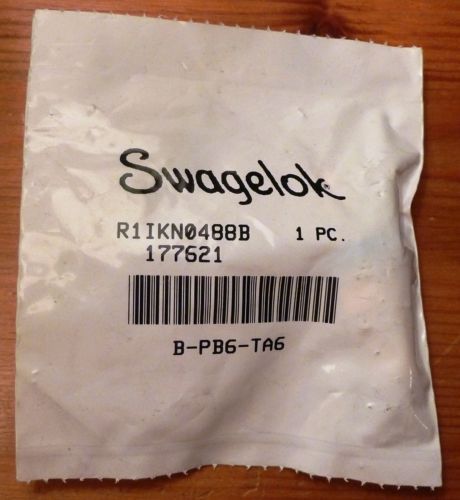 Swagelok
R1IKN0488B 1 PC.
177621
B-PB6-TA6